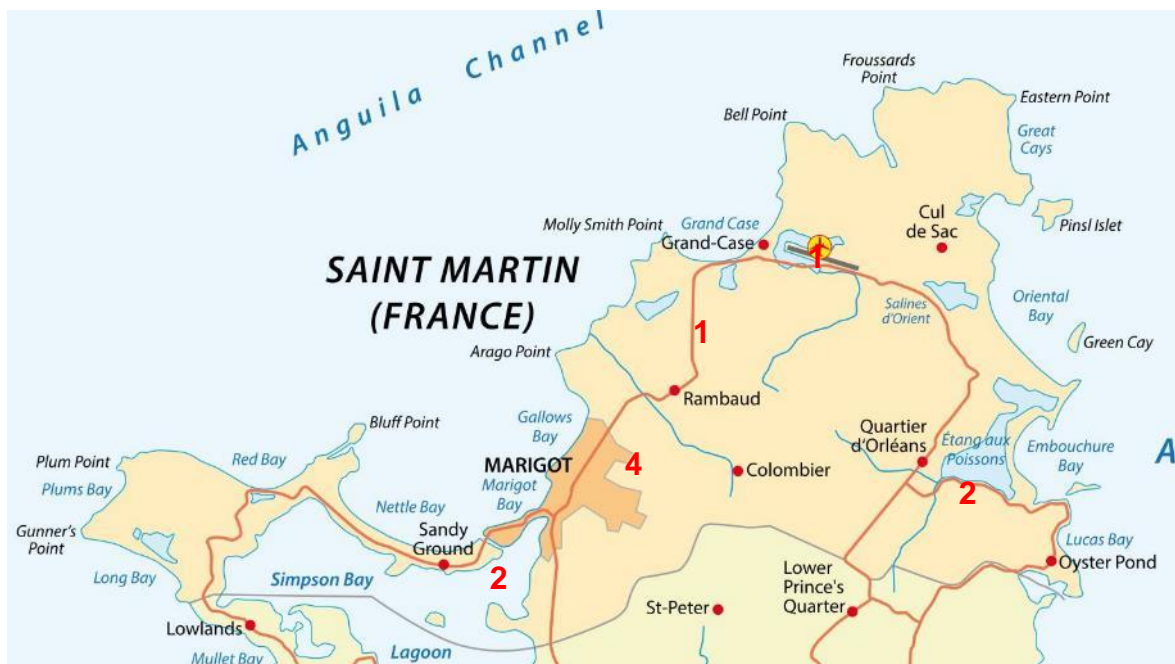 Anguila Channel
Froussards
Point
Eastern Point
Bell Point
Great
Cays
Molly Smith Point
Grand Case
Grand-Case
Cul
de Sac
Pinsl Islet
1
SAINT MARTIN
(FRANCE)
Salines
d'Orient
Oriental
Bay
1
Green Cay
Arago Point
Rambaud
Gallows
Bay
Bluff Point
Quartier
d'Orléans
Étang aux
Poissons
Embouchure
Bay
A
Plum Point
Red Bay
MARIGOT
4
Colombier
Plums Bay
Marigot
Bay
Nettle Bay
2
Gunner's
Point
Sandy
Ground
Lucas Bay
Oyster Pond
Long Bay
Simpson Bay
2
Lower
Prince's
Quarter
St-Peter
Lowlands
Mullet Bay
Lagoon